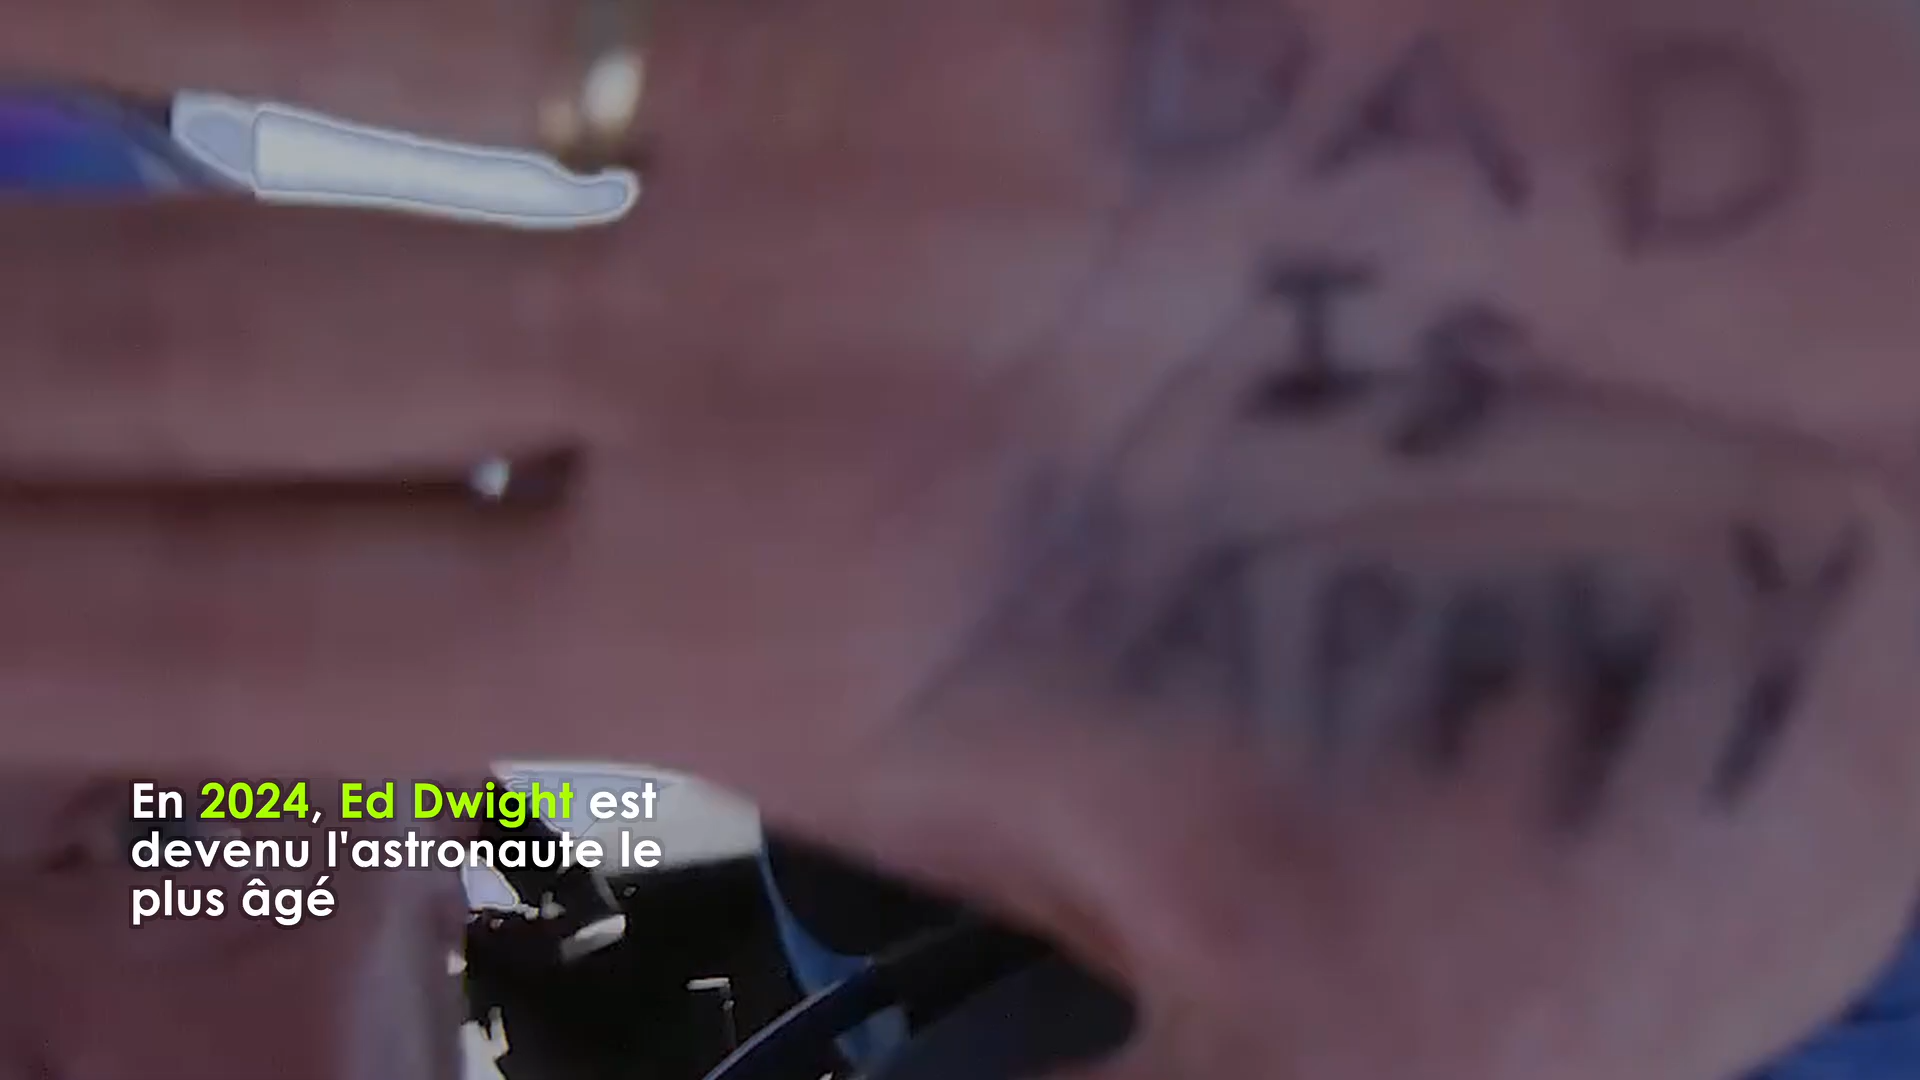 DAD
IS
HAPPY
En 2024, Ed Dwight est
devenu l'astronaute le
plus âgé